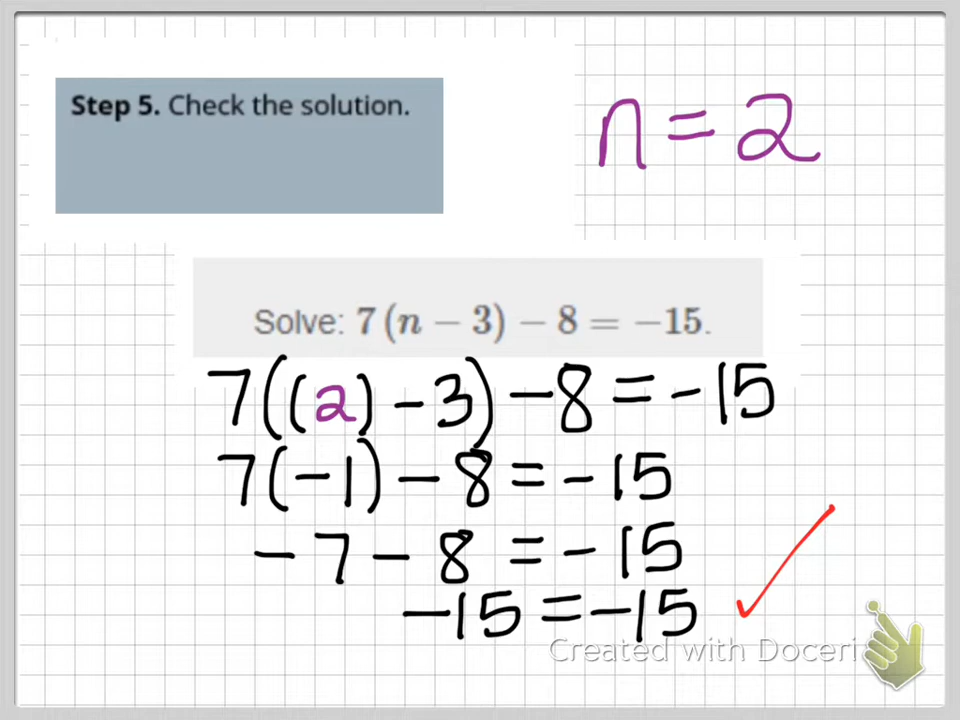 Step 5. Check the solution.
n = 2
Solve: 7 (n − 3) − 8 = −15.
7((2) - 3) - 8 = -15
7(-1) - 8 = -15
-7 - 8 = -15
-15 = -15
Created with Doceri